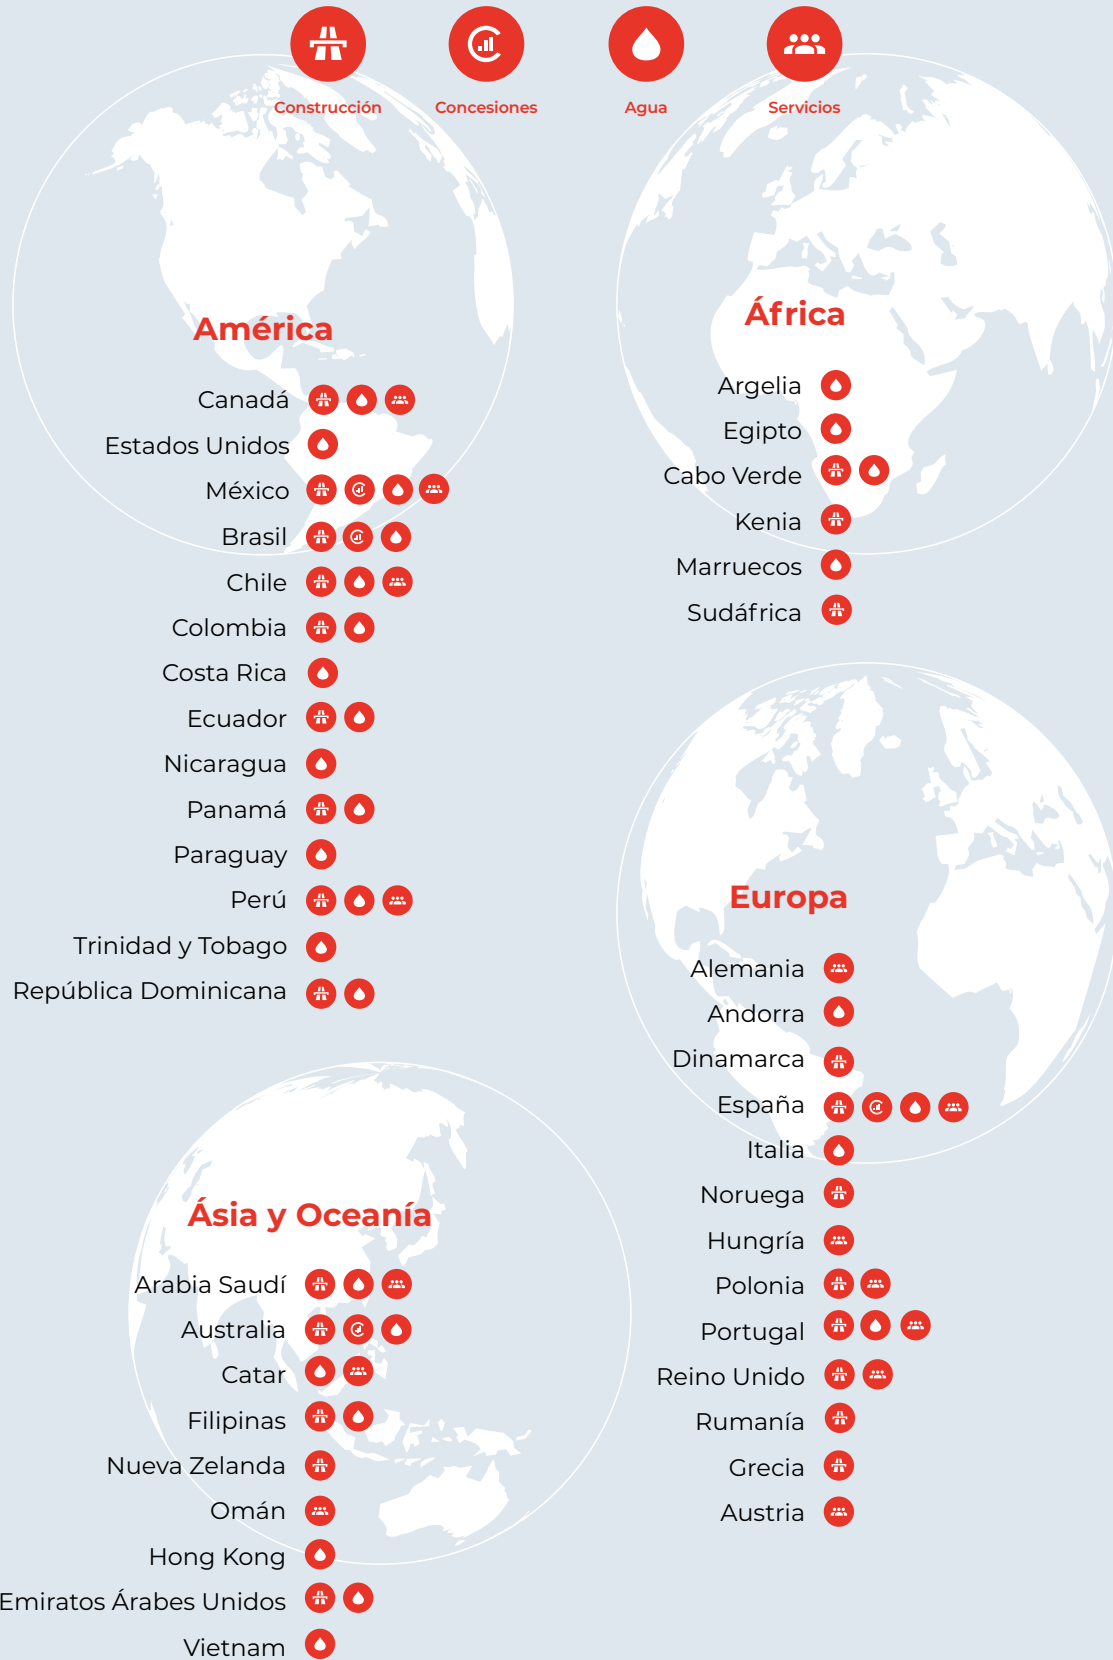 Construcción
Concesiones
Agua
Servicios
América
Canadá
Estados Unidos
México
Brasil
Chile
Colombia
Costa Rica
Ecuador
Nicaragua
Panamá
Paraguay
Perú
Trinidad y Tobago
República Dominicana
África
Argelia
Egipto
Cabo Verde
Kenia
Marruecos
Sudáfrica
Europa
Alemania
Andorra
Dinamarca
España
Italia
Noruega
Hungría
Polonia
Portugal
Reino Unido
Rumanía
Grecia
Austria
Ásia y Oceanía
Arabia Saudí
Australia
Catar
Filipinas
Nueva Zelanda
Omán
Hong Kong
Emiratos Árabes Unidos
Vietnam